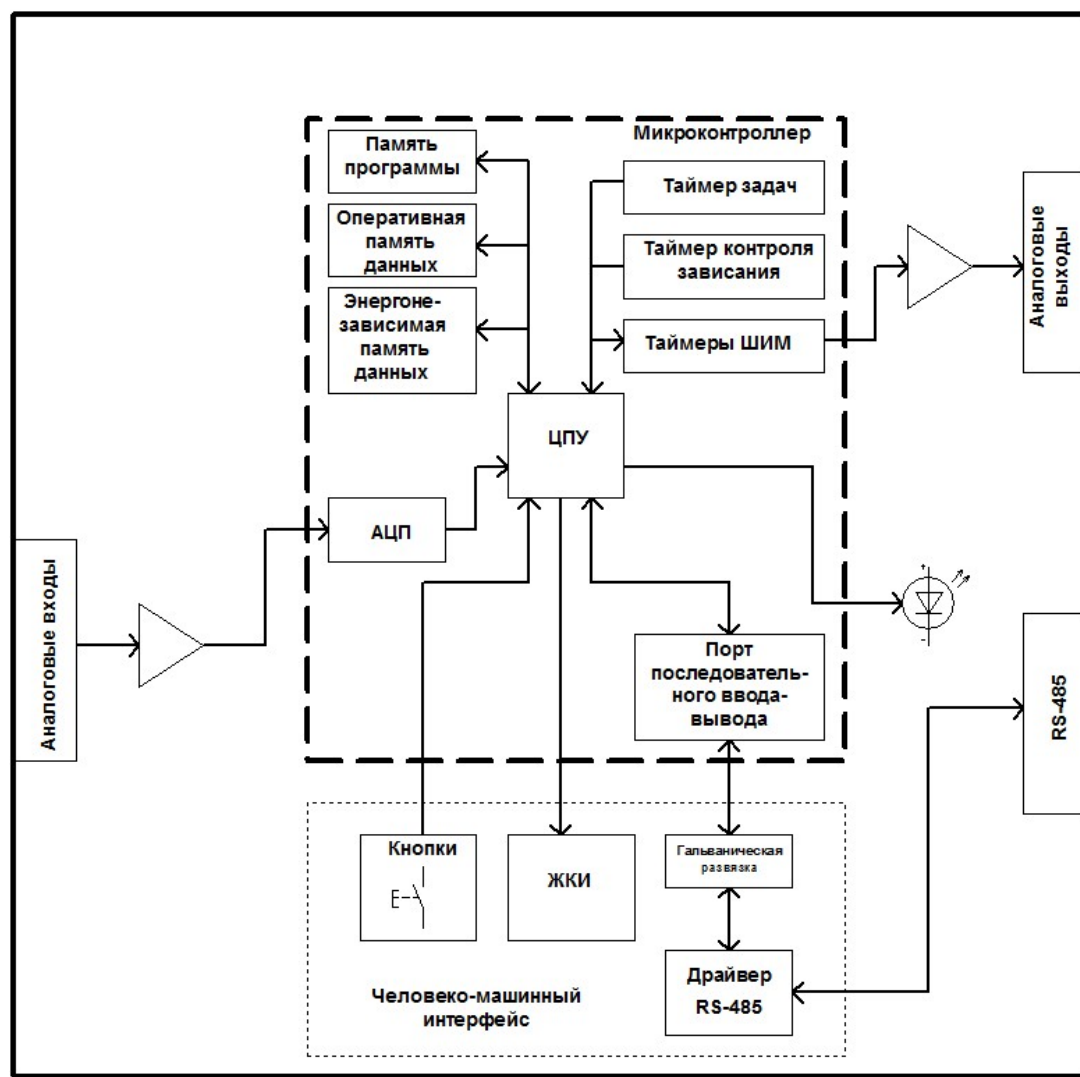 Микроконтроллер
Память
программы
Таймер задач
Оперативная
память
данных
Таймер контроля
зависания
Энергоне-
зависимая
память
данных
Таймеры ШИМ
Аналоговые
выходы
ЦПУ
АЦП
Аналоговые входы
+
-
Порт
последователь-
ного ввода-
вывода
RS-485
Кнопки
ЖКИ
Гальваническая
развязка
Драйвер
RS-485
Человеко-машинный
интерфейс